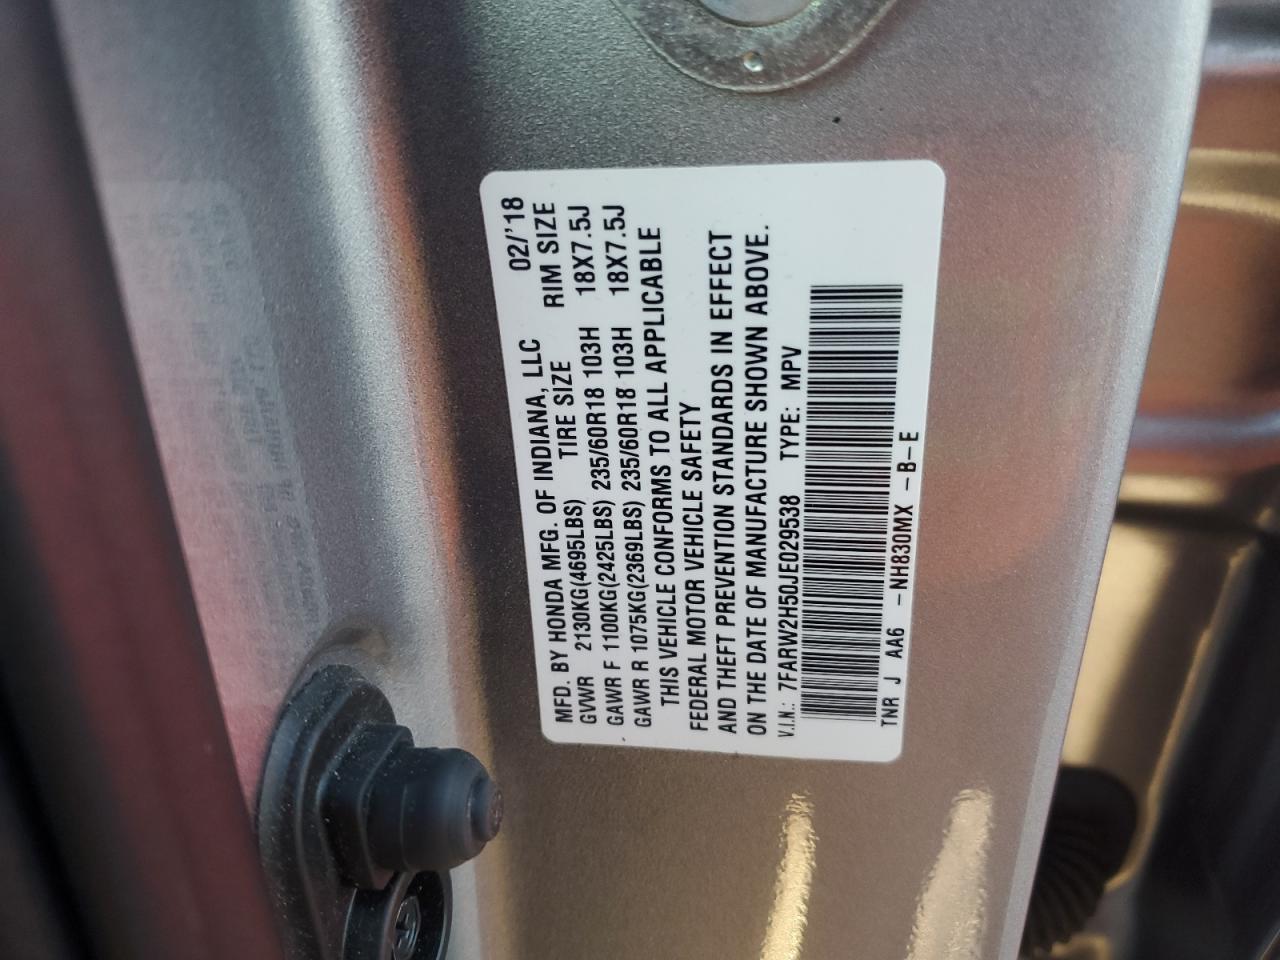 MFD. BY HONDA MFG. OF INDIANA, LLC 02/'18
GVWR 2130KG(4695LBS) TIRE SIZE RIM SIZE
GAWR F 1100KG(2425LBS) 235/60R18 103H 18X7.5J
GAWR R 1075KG(2369LBS) 235/60R18 103H 18X7.5J
THIS VEHICLE CONFORMS TO ALL APPLICABLE
FEDERAL MOTOR VEHICLE SAFETY
AND THEFT PREVENTION STANDARDS IN EFFECT
ON THE DATE OF MANUFACTURE SHOWN ABOVE.
V.I.N.: 7FARW2H50JE029538 TYPE: MPV
TNR J AA6 -NH830MX -B-E